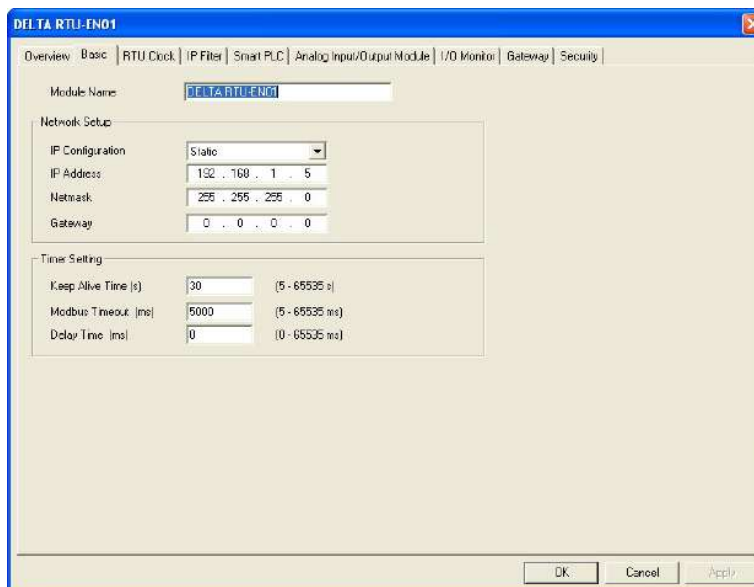 DELTA RTU-EN01
Overview Basic RTU Clock IP Filter Smart PLC Analog Input/Output Module I/O Monitor Gateway Security
Module Name DELTA RTU-EN01
Network Setup
IP Configuration Static
IP Address 192 . 168 . 1 . 5
Netmask 255 . 255 . 255 . 0
Gateway 0 . 0 . 0 . 0
Timer Setting
Keep Alive Time (s) 30 (5 - 65535 s)
Modbus Timeout (ms) 5000 (5 - 65535 ms)
Delay Time (ms) 0 (0 - 65535 ms)
OK Cancel Apply